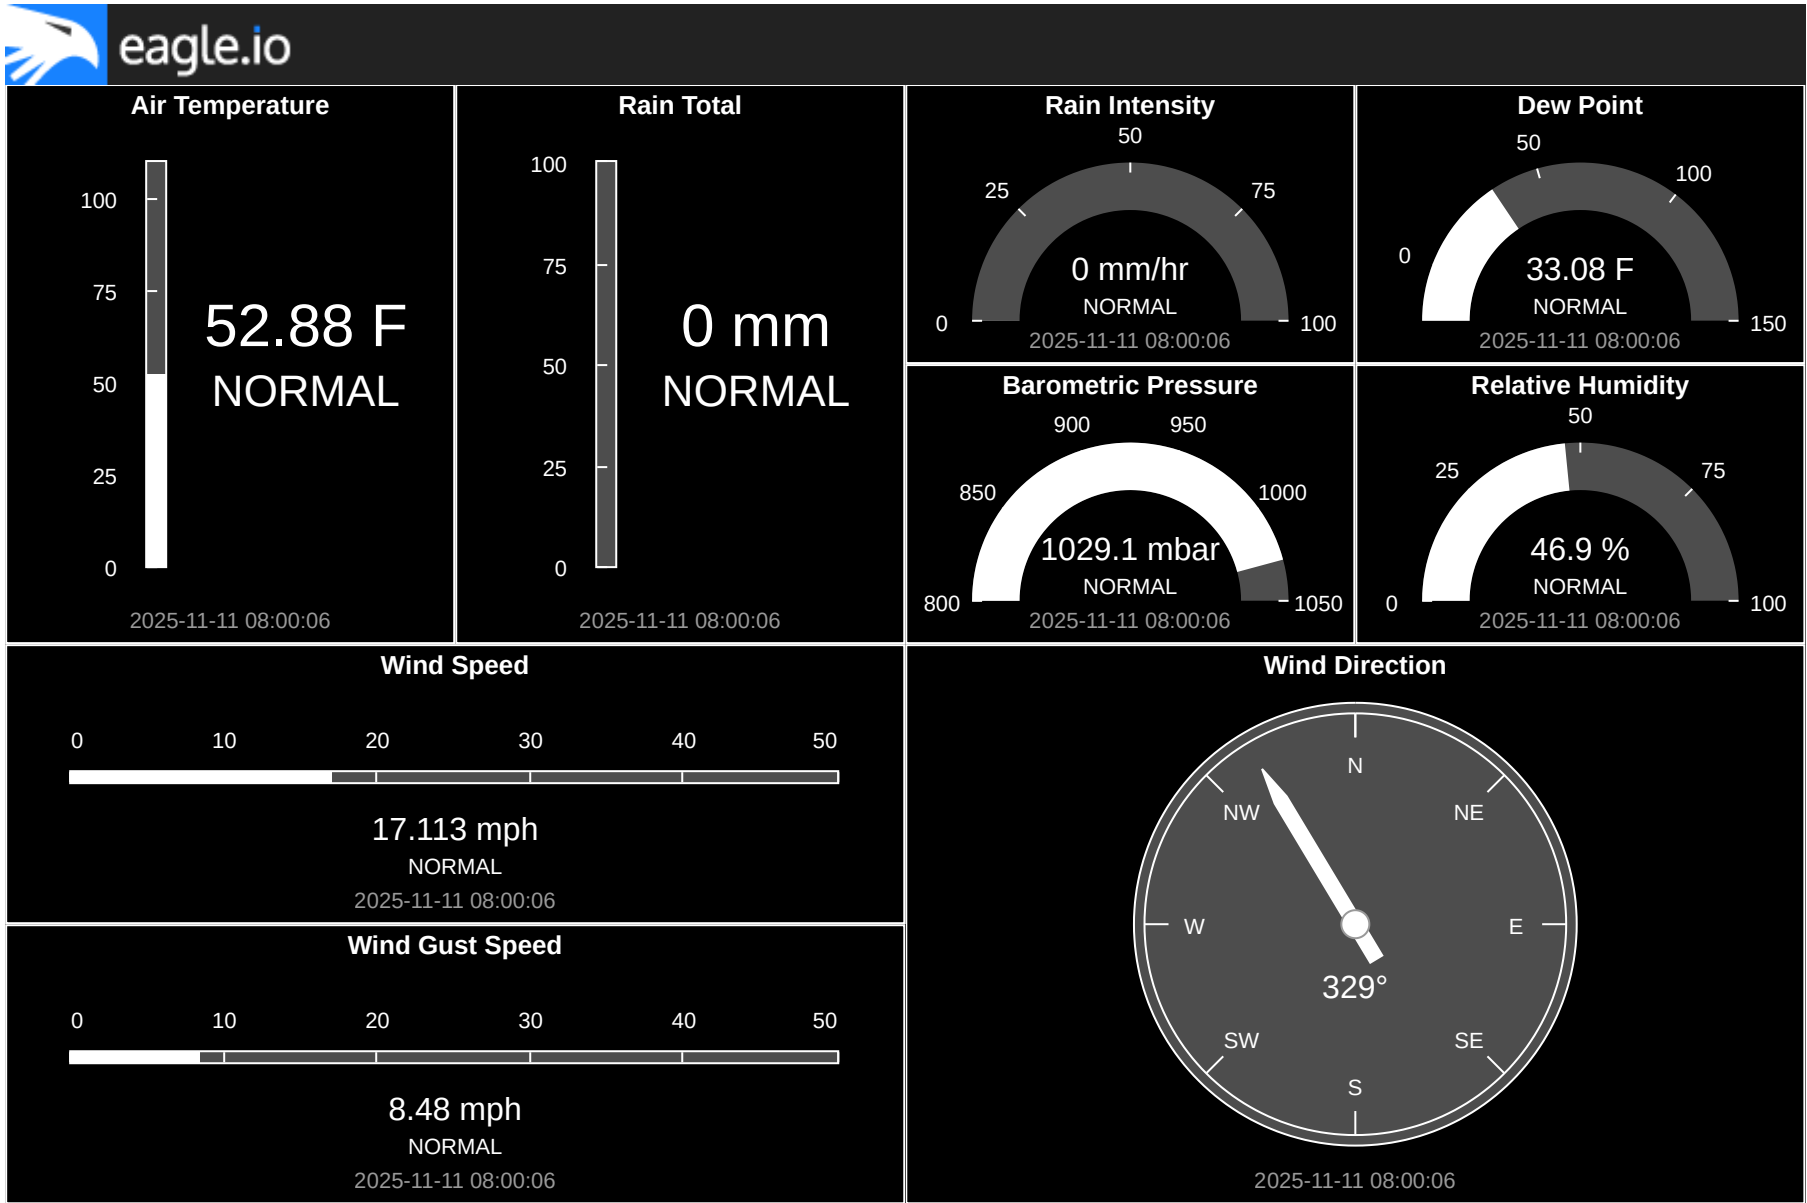 eagle.io
Air Temperature
100
75
50
25
0
52.88 F
NORMAL
2025-11-11 08:00:06
Rain Total
100
75
50
25
0
0 mm
NORMAL
2025-11-11 08:00:06
Rain Intensity
50
25
75
0
100
0 mm/hr
NORMAL
2025-11-11 08:00:06
Dew Point
50
100
0
150
33.08 F
NORMAL
2025-11-11 08:00:06
Barometric Pressure
900
950
850
1000
800
1050
1029.1 mbar
NORMAL
2025-11-11 08:00:06
Relative Humidity
50
25
75
0
100
46.9 %
NORMAL
2025-11-11 08:00:06
Wind Speed
0 10 20 30 40 50
17.113 mph
NORMAL
2025-11-11 08:00:06
Wind Gust Speed
0 10 20 30 40 50
8.48 mph
NORMAL
2025-11-11 08:00:06
Wind Direction
N
NW
NE
W
E
329°
SW
SE
S
2025-11-11 08:00:06